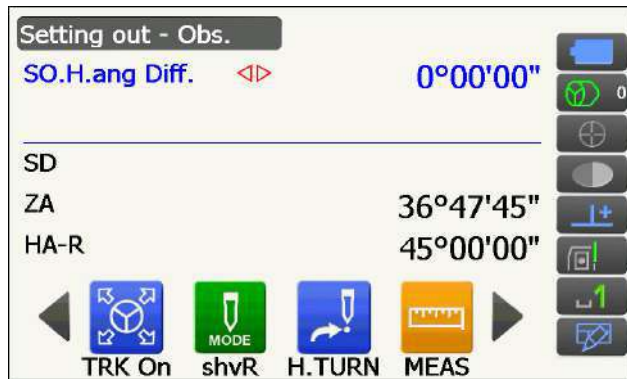 Setting out - Obs.
SO.H.ang Diff. 0°00'00"
0
SD
ZA 36°47'45"
HA-R 45°00'00"
1
MODE
TRK On shvR H.TURN MEAS